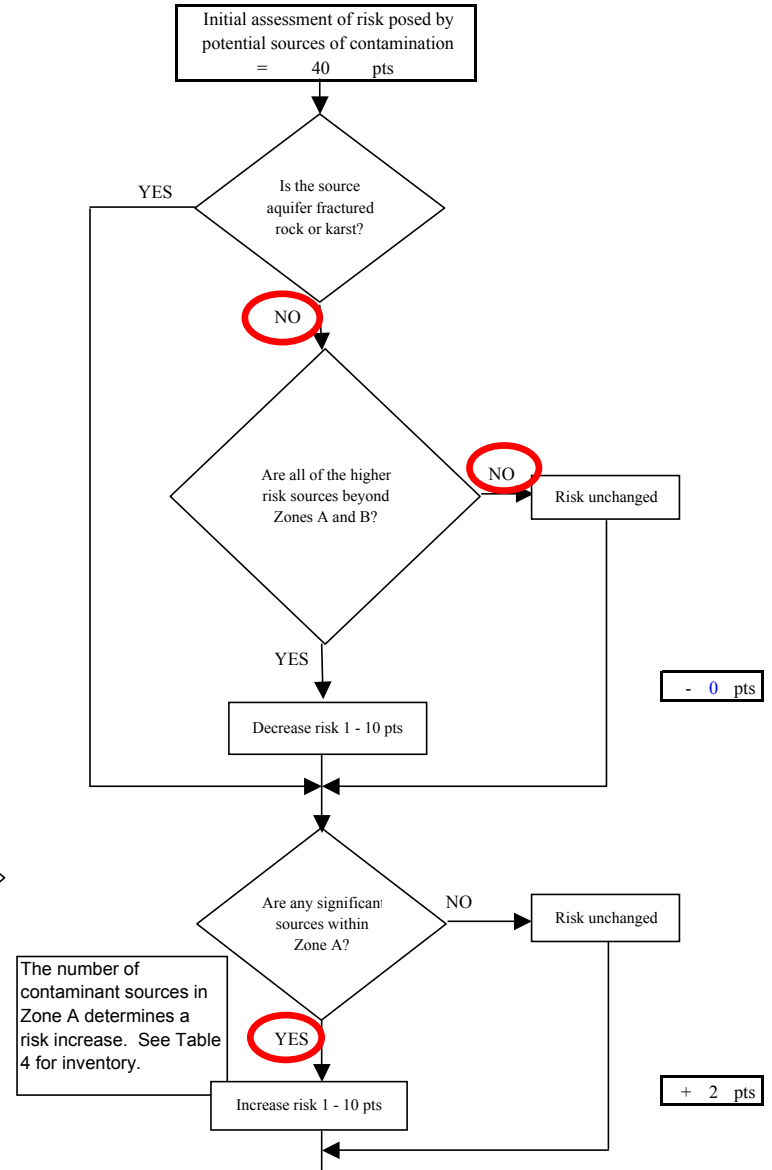 Initial assessment of risk posed by
potential sources of contamination
= 40 pts
YES
Is the source
aquifer fractured
rock or karst?
NO
Are all of the higher
risk sources beyond
Zones A and B?
NO
Risk unchanged
YES
- 0 pts
Decrease risk 1 - 10 pts
Are any significant
sources within
Zone A?
NO
Risk unchanged
The number of
contaminant sources in
Zone A determines a
risk increase. See Table
4 for inventory.
YES
+ 2 pts
Increase risk 1 - 10 pts